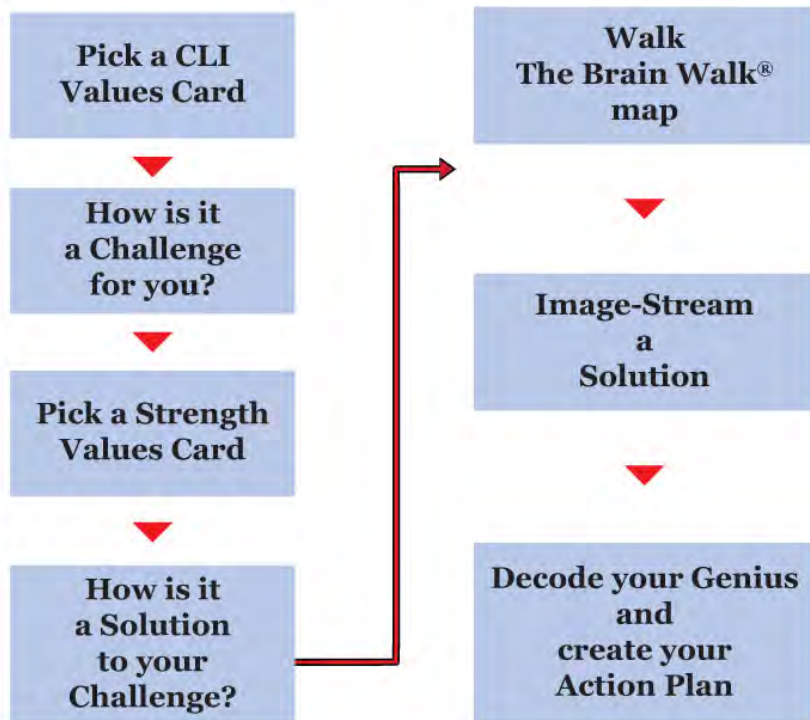 Pick a CLI
Values Card
How is it
a Challenge
for you?
Pick a Strength
Values Card
How is it
a Solution
to your
Challenge?
Walk
The Brain Walk®
map
Image-Stream
a
Solution
Decode your Genius
and
create your
Action Plan